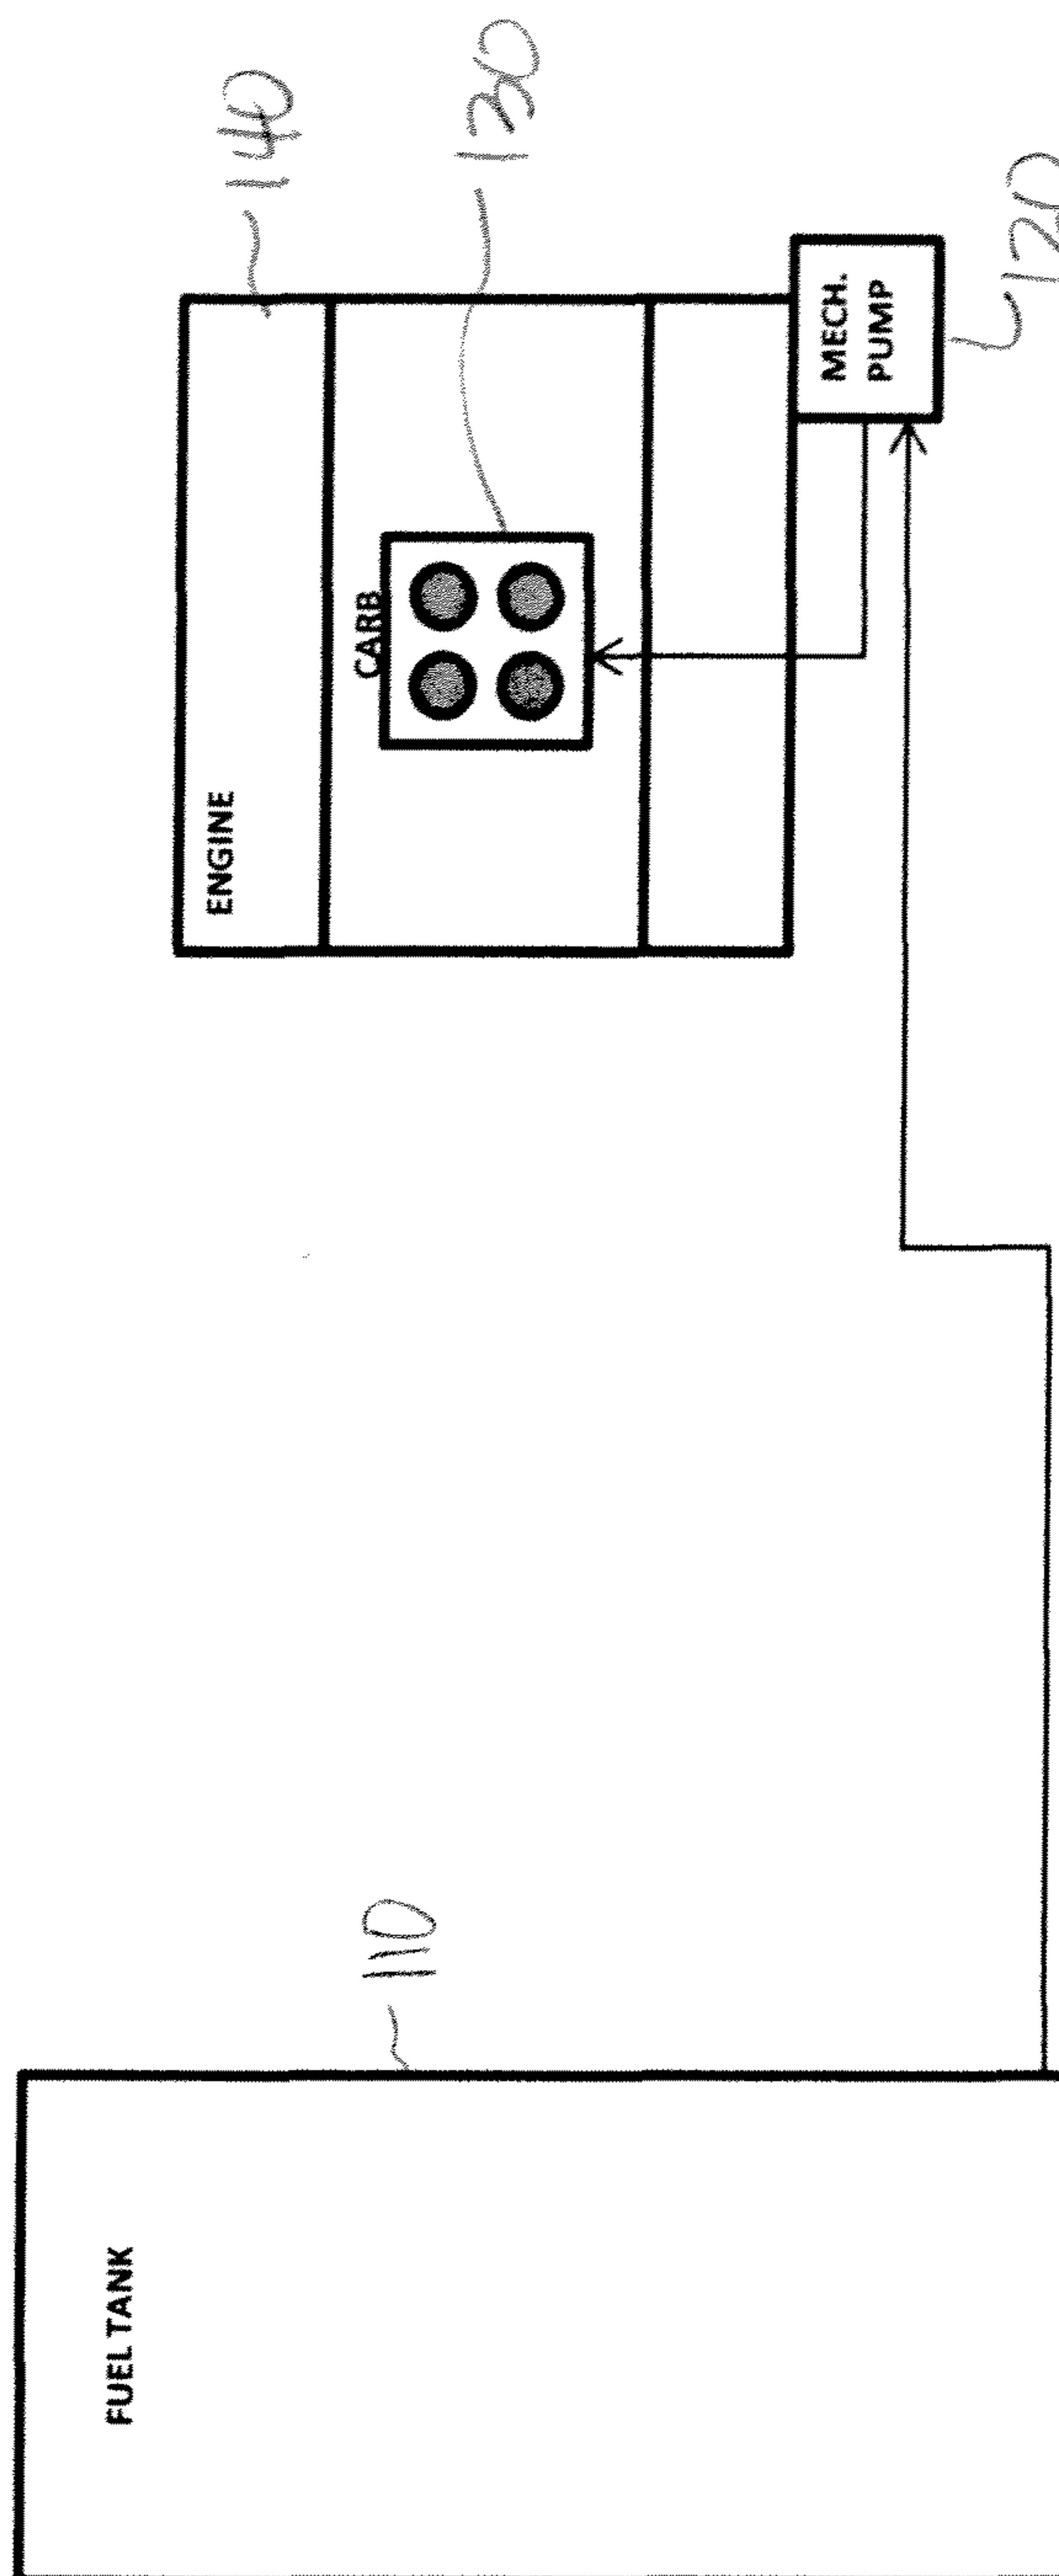 FUEL TANK
110
ENGINE
140
CARB
130
MECH.
PUMP
120